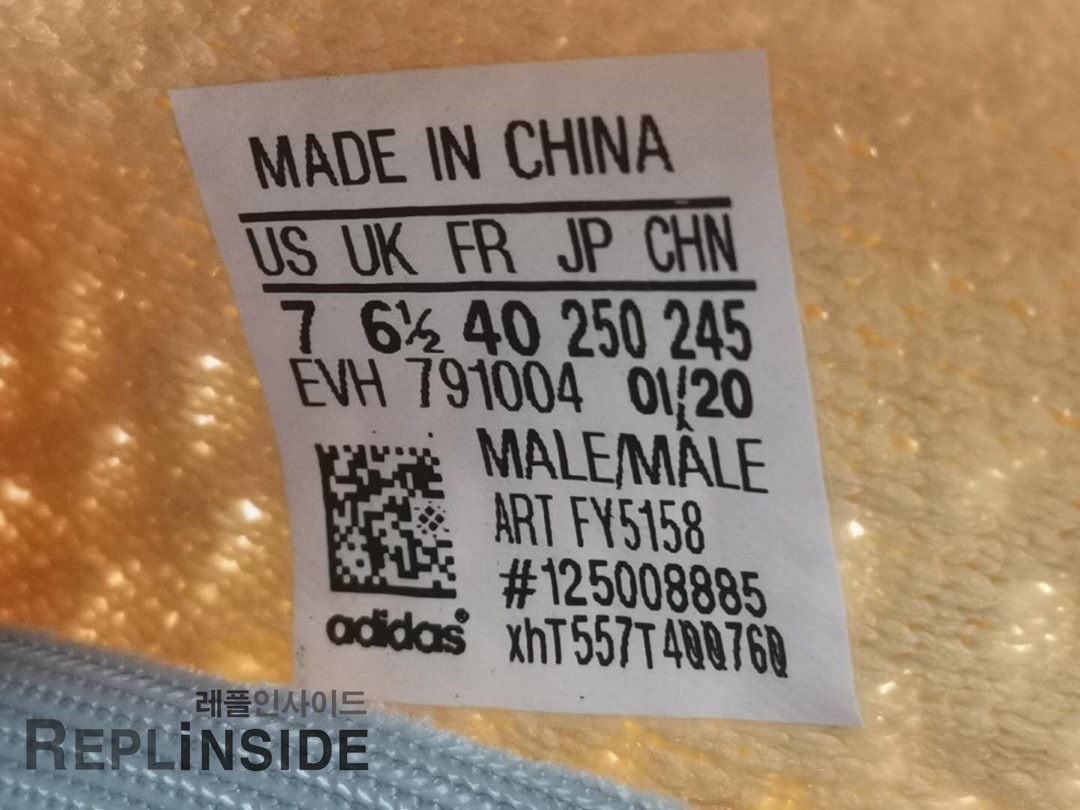 MADE IN CHINA
US UK FR JP CHN
7 6½ 40 250 245
EVH 791004 01/20
MALE/MÂLE
ART FY5158
#125008885
xhT557T400760
adidas®
레플인사이드
REPLINSIDE